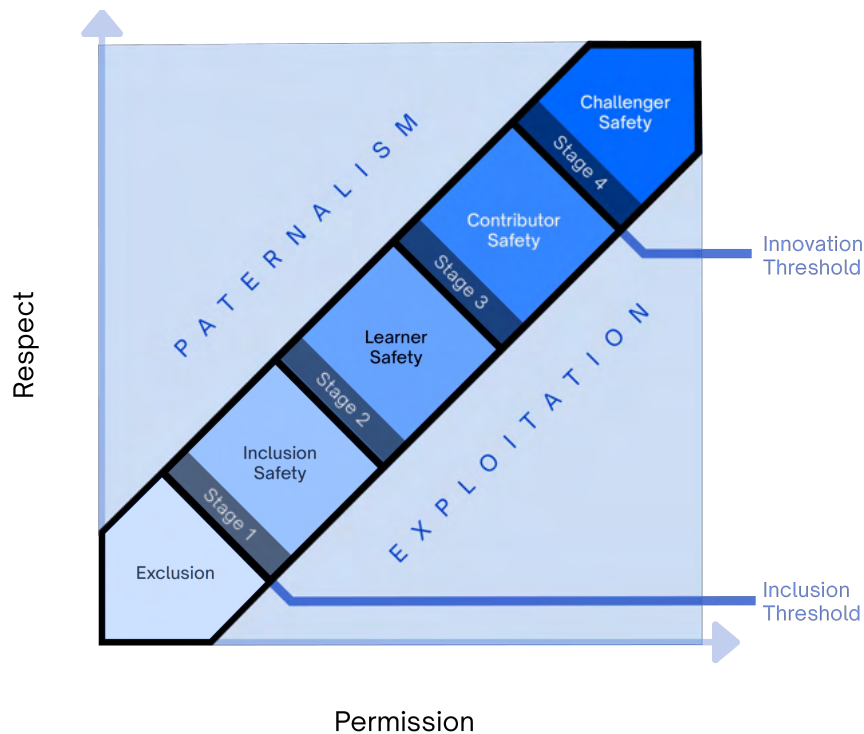 Challenger
Safety
Stage 4
PATERNALISM
Contributor
Safety
Innovation
Threshold
Stage 3
Respect
Learner
Safety
Stage 2
EXPLOITATION
Inclusion
Safety
Stage 1
Exclusion
Inclusion
Threshold
Permission